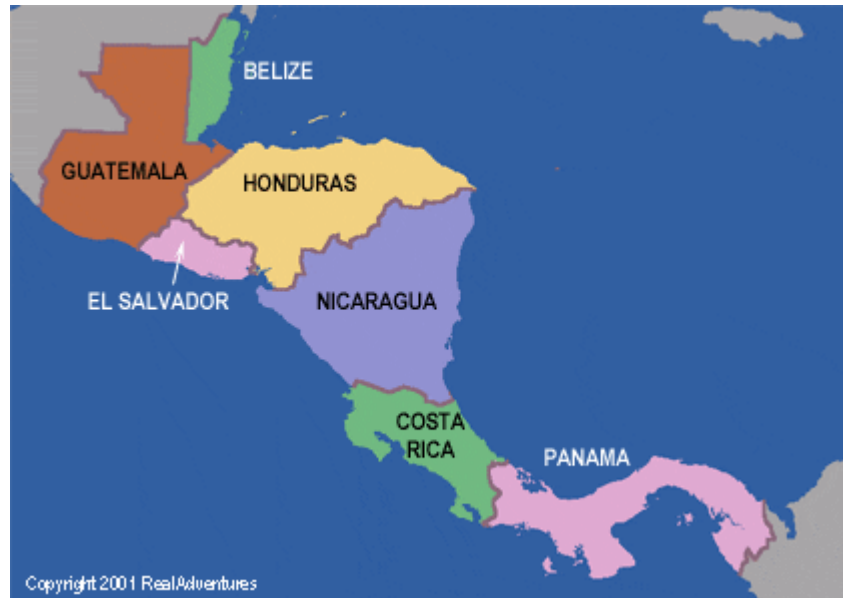 BELIZE
GUATEMALA
HONDURAS
EL SALVADOR
NICARAGUA
COSTA
RICA
PANAMA
Copyright 2001 RealAdventures